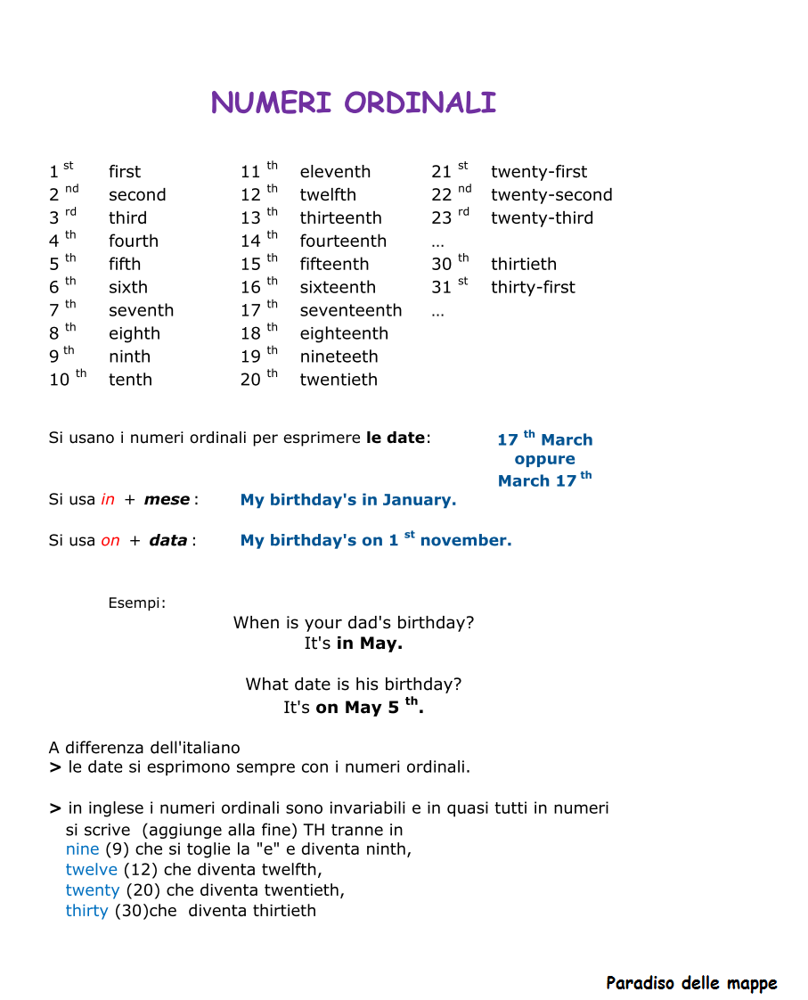 NUMERI ORDINALI
1 st first 11 th eleventh 21 st twenty-first
2 nd second 12 th twelfth 22 nd twenty-second
3 rd third 13 th thirteenth 23 rd twenty-third
4 th fourth 14 th fourteenth ...
5 th fifth 15 th fifteenth 30 th thirtieth
6 th sixth 16 th sixteenth 31 st thirty-first
7 th seventh 17 th seventeenth ...
8 th eighth 18 th eighteenth
9 th ninth 19 th nineteeth
10 th tenth 20 th twentieth
Si usano i numeri ordinali per esprimere le date: 17 th March
oppure
March 17 th
Si usa in + mese : My birthday's in January.
Si usa on + data : My birthday's on 1 st november.
Esempi:
When is your dad's birthday?
It's in May.
What date is his birthday?
It's on May 5 th.
A differenza dell'italiano
> le date si esprimono sempre con i numeri ordinali.
> in inglese i numeri ordinali sono invariabili e in quasi tutti in numeri
si scrive (aggiunge alla fine) TH tranne in
nine (9) che si toglie la "e" e diventa ninth,
twelve (12) che diventa twelfth,
twenty (20) che diventa twentieth,
thirty (30)che diventa thirtieth
Paradiso delle mappe